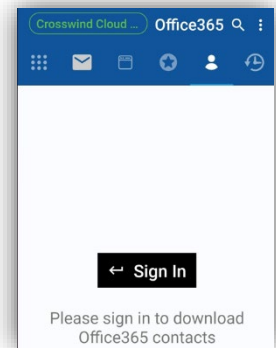 Crosswind Cloud ... Office365
Sign In
Please sign in to download
Office365 contacts